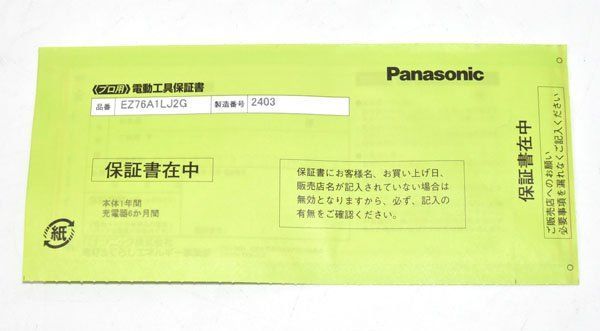 Panasonic
《プロ用》電動工具保証書
品番 EZ76A1LJ2G 製造番号 2403
保証書在中
本体1年間
充電器6か月間
保証書にお客様名、お買い上げ日、
販売店名が記入されていない場合は
無効となりますから、必ず、記入の
有無をご確認ください。
紙
保証書在中
ご販売店へのお願い
必要事項を漏れなくご記入ください